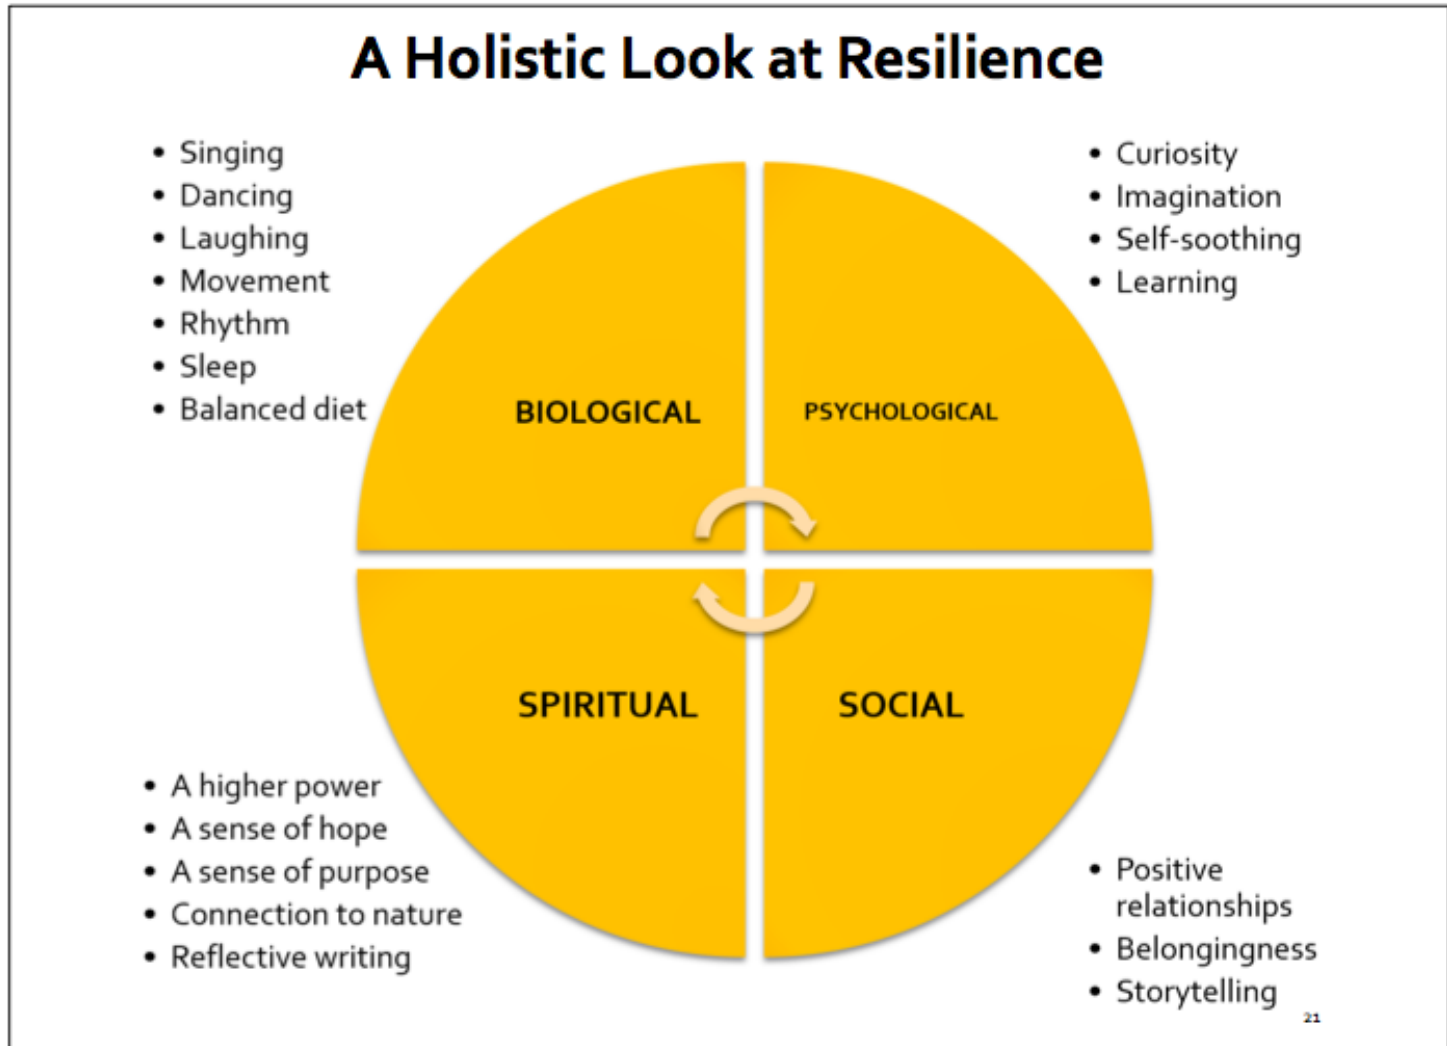 A Holistic Look at Resilience
• Singing
• Dancing
• Laughing
• Movement
• Rhythm
• Sleep
• Balanced diet
• Curiosity
• Imagination
• Self-soothing
• Learning
BIOLOGICAL
PSYCHOLOGICAL
SPIRITUAL
SOCIAL
• A higher power
• A sense of hope
• A sense of purpose
• Connection to nature
• Reflective writing
• Positive
relationships
• Belongingness
• Storytelling
21